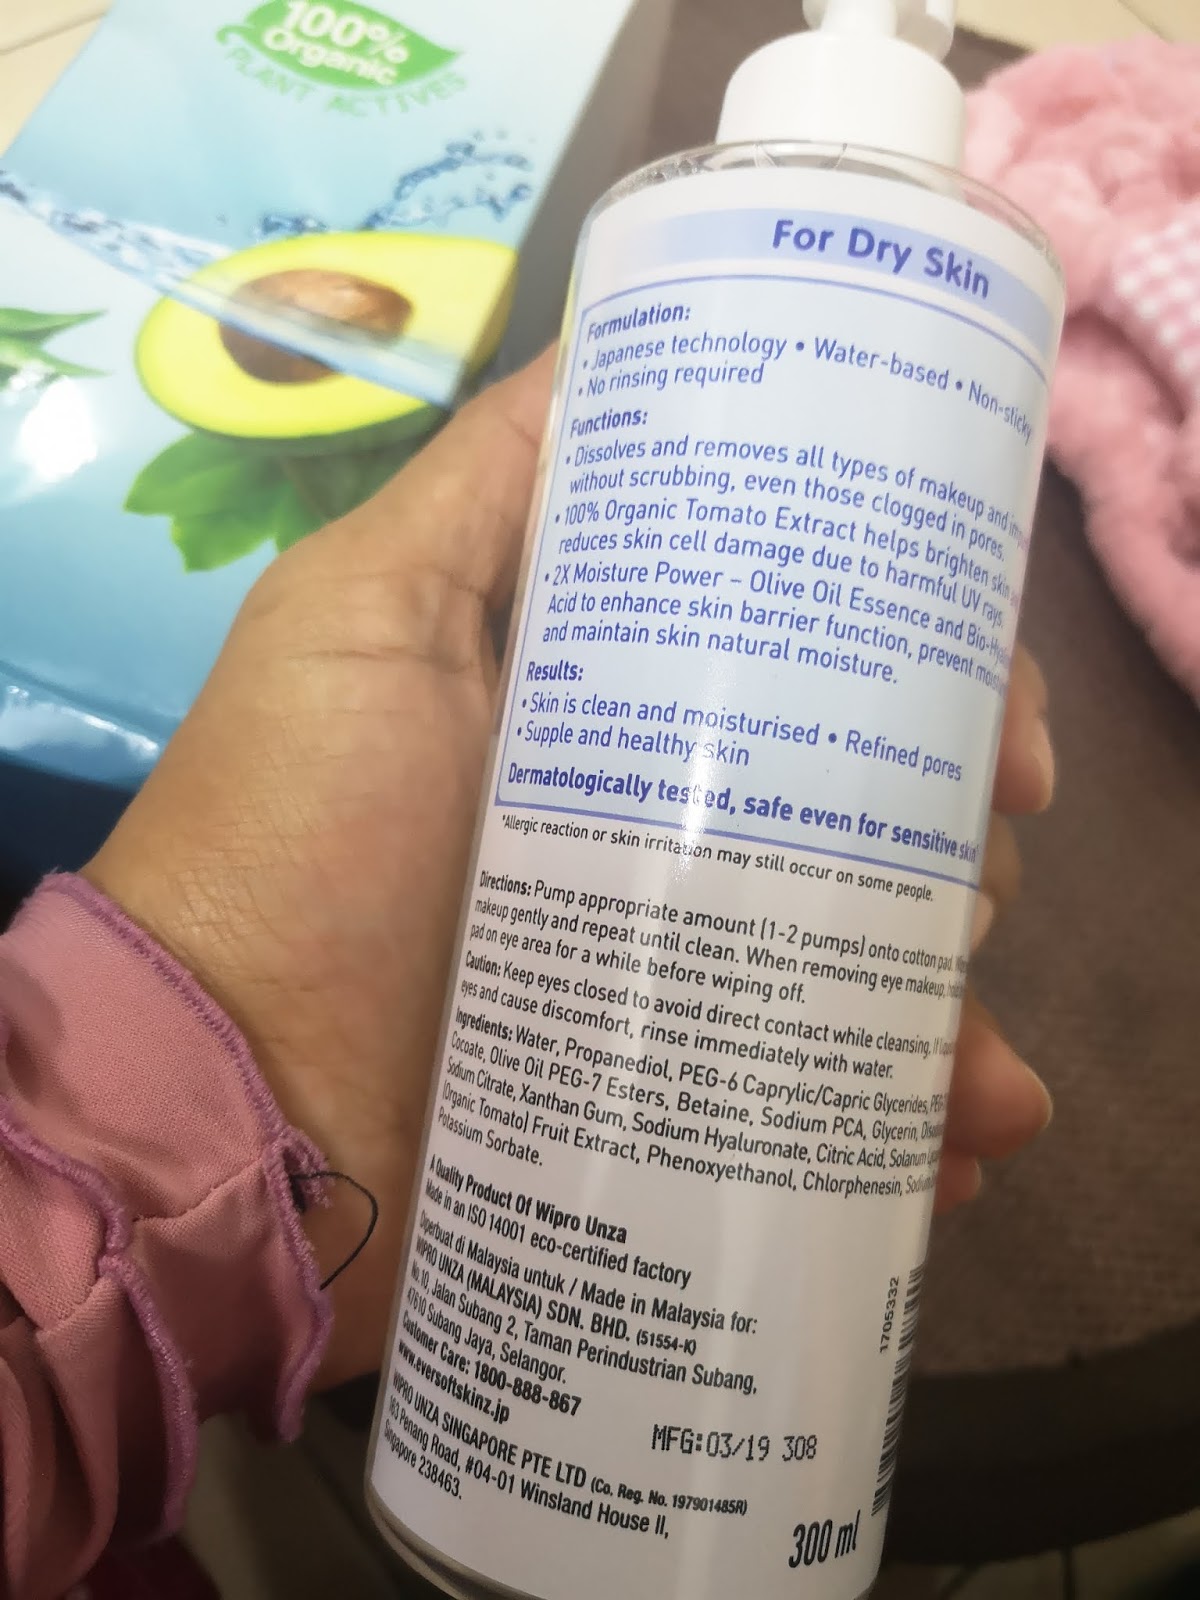 100%
Organic
PLANT ACTIVES
For Dry Skin
Formulation:
• Japanese technology • Water-based • Non-sticky
• No rinsing required
Functions:
• Dissolves and removes all types of makeup and
without scrubbing, even those clogged in pores.
• 100% Organic Tomato Extract helps brighten skin
reduces skin cell damage due to harmful UV rays.
• 2X Moisture Power – Olive Oil Essence and
Acid to enhance skin barrier function, prevent
and maintain skin natural moisture.
Results:
• Skin is clean and moisturised • Refined pores
• Supple and healthy skin
Dermatologically tested, safe even for sensitive skin*
*Allergic reaction or skin irritation may still occur on some people.
Directions: Pump appropriate amount (1-2 pumps) onto cotton pad.
makeup gently and repeat until clean. When removing eye makeup,
pad on eye area for a while before wiping off.
Caution: Keep eyes closed to avoid direct contact while cleansing. If
eyes and cause discomfort, rinse immediately with water.
Ingredients: Water, Propanediol, PEG-6 Caprylic/Capric Glycerides,
Cocoate, Olive Oil PEG-7 Esters, Betaine, Sodium PCA, Glycerin,
Sodium Citrate, Xanthan Gum, Sodium Hyaluronate, Citric Acid, Solanum
(Organic Tomato) Fruit Extract, Phenoxyethanol, Chlorphenesin,
Potassium Sorbate.
A Quality Product Of Wipro Unza
Made in an ISO 14001 eco-certified factory
Diperbuat di Malaysia untuk / Made in Malaysia for:
WIPRO UNZA (MALAYSIA) SDN. BHD. (51554-K)
No.10, Jalan Subang 2, Taman Perindustrian Subang,
47610 Subang Jaya, Selangor.
Customer Care: 1800-888-867
www.eversoftskinz.jp
WIPRO UNZA SINGAPORE PTE LTD (Co. Reg. No. 197901485R)
163 Penang Road, #04-01 Winsland House II,
Singapore 238463.
MFG:03/19 308
300 ml
1705332